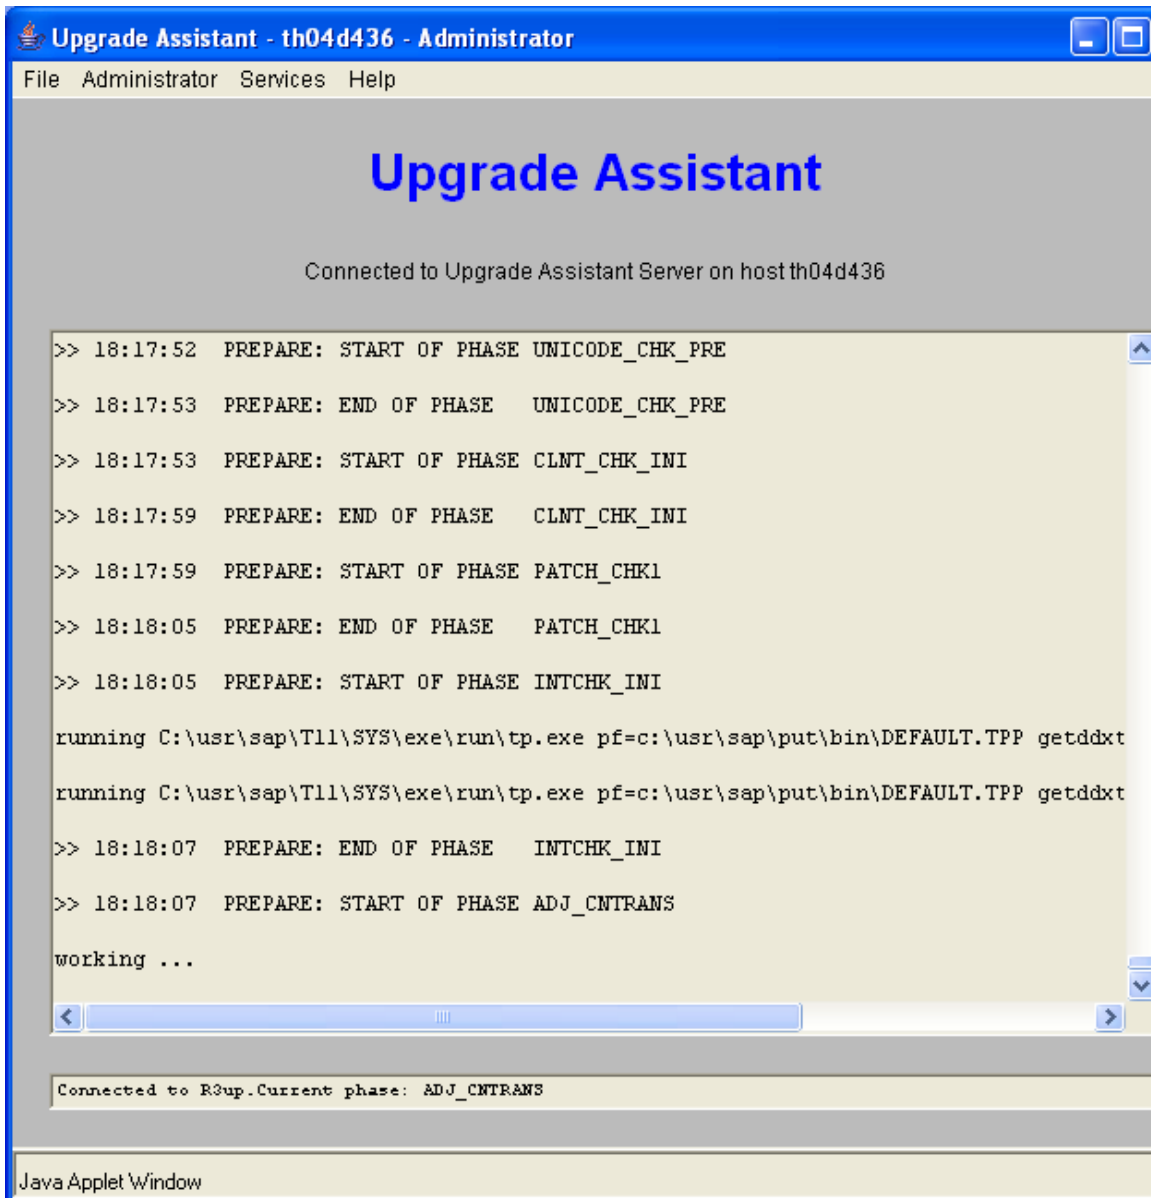 Upgrade Assistant - th04d436 - Administrator
File Administrator Services Help
Upgrade Assistant
Connected to Upgrade Assistant Server on host th04d436
>> 18:17:52 PREPARE: START OF PHASE UNICODE_CHK_PRE
>> 18:17:53 PREPARE: END OF PHASE UNICODE_CHK_PRE
>> 18:17:53 PREPARE: START OF PHASE CLNT_CHK_INI
>> 18:17:59 PREPARE: END OF PHASE CLNT_CHK_INI
>> 18:17:59 PREPARE: START OF PHASE PATCH_CHK1
>> 18:18:05 PREPARE: END OF PHASE PATCH_CHK1
>> 18:18:05 PREPARE: START OF PHASE INTCHK_INI
running C:\usr\sap\T11\SYS\exe\run\tp.exe pf=c:\usr\sap\put\bin\DEFAULT.TPP getddxt
running C:\usr\sap\T11\SYS\exe\run\tp.exe pf=c:\usr\sap\put\bin\DEFAULT.TPP getddxt
>> 18:18:07 PREPARE: END OF PHASE INTCHK_INI
>> 18:18:07 PREPARE: START OF PHASE ADJ_CNTRANS
working ...
Connected to R3up.Current phase: ADJ_CNTRANS
Java Applet Window